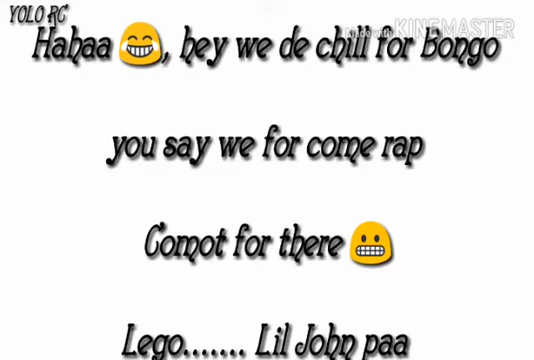 YOLO RC
Made with KINEMASTER
Hahaa 😂, hey we de chill for Bongo
you say we for come rap
Comot for there 😬
Lego....... Lil John paa